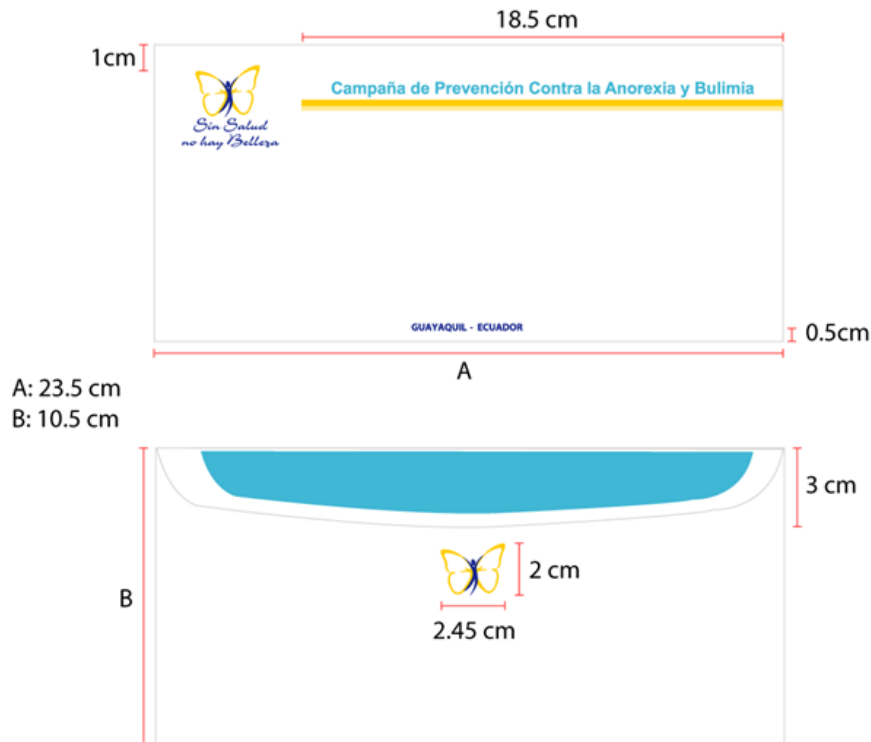 18.5 cm
1cm
Campaña de Prevención Contra la Anorexia y Bulimia
Sin Salud
no hay Belleza
GUAYAQUIL - ECUADOR
0.5cm
A
A: 23.5 cm
B: 10.5 cm
3 cm
2 cm
B
2.45 cm